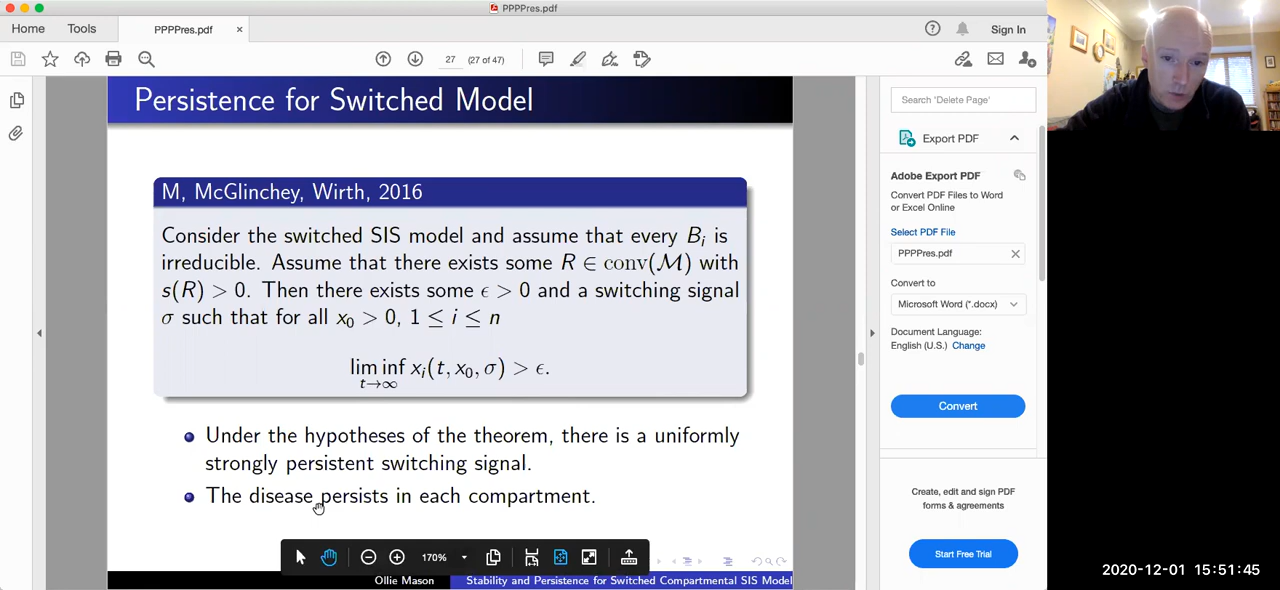 PPPPres.pdf
Home Tools PPPPres.pdf ×
Sign In
27 (27 of 47)
Persistence for Switched Model
M, McGlinchey, Wirth, 2016
Consider the switched SIS model and assume that every Bᵢ is
irreducible. Assume that there exists some R ∈ conv(ℳ) with
s(R) > 0. Then there exists some ϵ > 0 and a switching signal
σ such that for all x₀ > 0, 1 ≤ i ≤ n
lim inf xᵢ(t, x₀, σ) > ϵ.
t→∞
Under the hypotheses of the theorem, there is a uniformly
strongly persistent switching signal.
The disease persists in each compartment.
170%
Ollie Mason Stability and Persistence for Switched Compartmental SIS Model
Search 'Delete Page'
Export PDF
Adobe Export PDF
Convert PDF Files to Word
or Excel Online
Select PDF File
PPPPres.pdf
Convert to
Microsoft Word (*.docx)
Document Language:
English (U.S.) Change
Convert
Create, edit and sign PDF
forms & agreements
Start Free Trial
2020-12-01 15:51:45